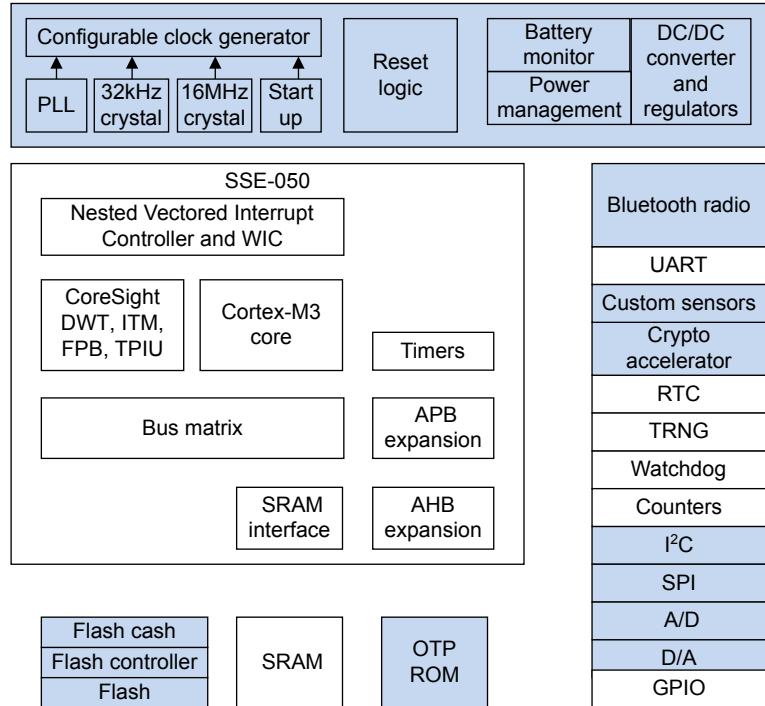 Configurable clock generator
PLL
32kHz
crystal
16MHz
crystal
Start
up
Reset
logic
Battery
monitor
Power
management
DC/DC
converter
and
regulators
SSE-050
Nested Vectored Interrupt
Controller and WIC
CoreSight
DWT, ITM,
FPB, TPIU
Cortex-M3
core
Timers
Bus matrix
APB
expansion
SRAM
interface
AHB
expansion
Bluetooth radio
UART
Custom sensors
Crypto
accelerator
RTC
TRNG
Watchdog
Counters
I²C
SPI
A/D
D/A
GPIO
Flash cash
Flash controller
Flash
SRAM
OTP
ROM